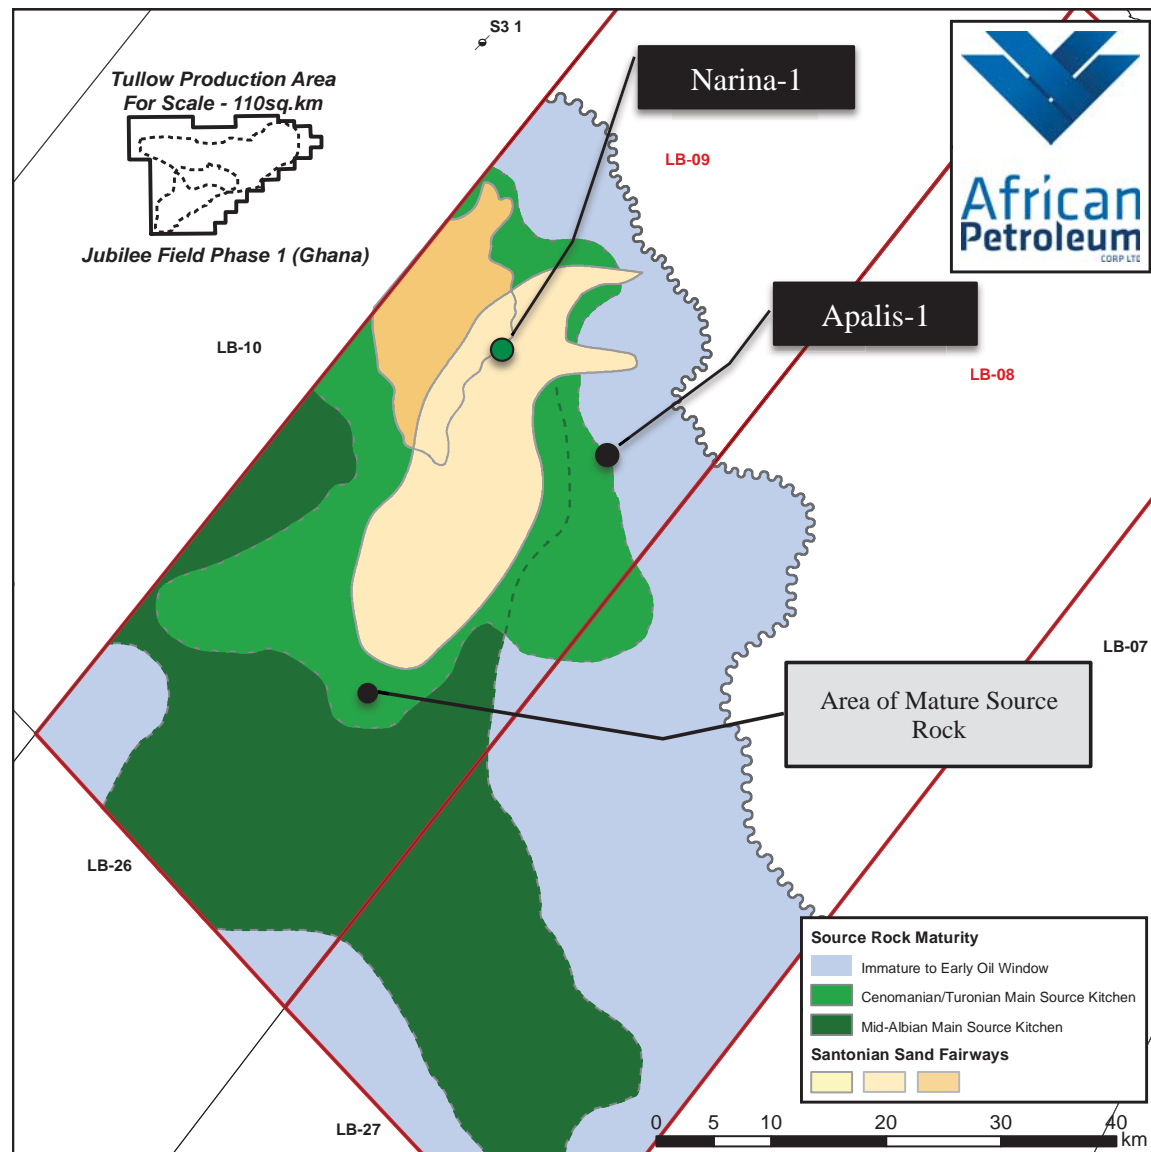 S3 1
Tullow Production Area
For Scale - 110sq.km
Jubilee Field Phase 1 (Ghana)
Narina-1
LB-09
African
Petroleum
CORP LTD
Apalis-1
LB-10
LB-08
LB-07
Area of Mature Source
Rock
LB-26
LB-27
Source Rock Maturity
Immature to Early Oil Window
Cenomanian/Turonian Main Source Kitchen
Mid-Albian Main Source Kitchen
Santonian Sand Fairways
0 5 10 20 30 40
km